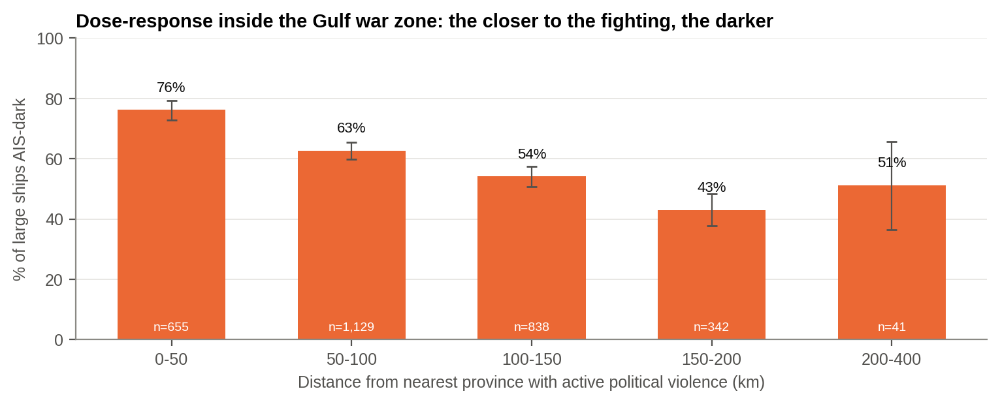 Dose-response inside the Gulf war zone: the closer to the fighting, the darker
% of large ships AIS-dark
100
80
60
40
20
0
76%
63%
54%
43%
51%
n=655
n=1,129
n=838
n=342
n=41
0-50
50-100
100-150
150-200
200-400
Distance from nearest province with active political violence (km)